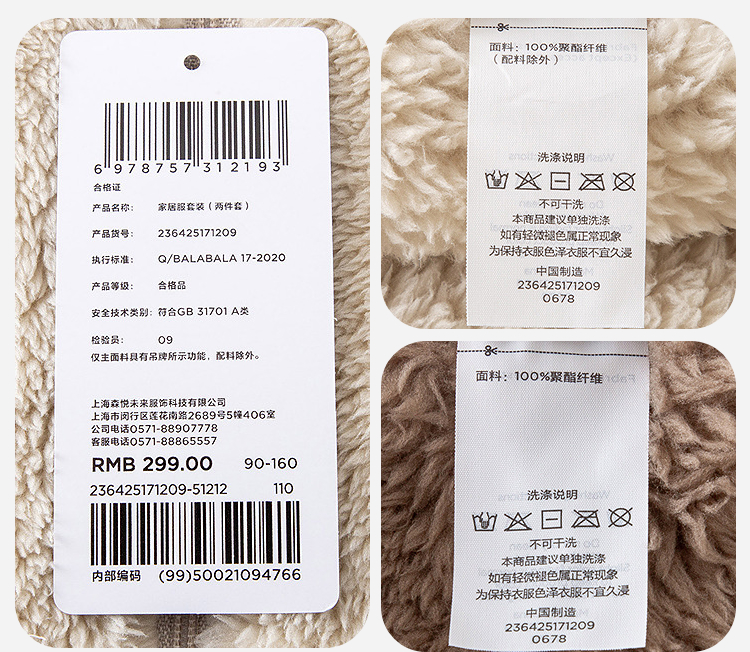 6 978757 312193
合格证
产品名称: 家居服套装（两件套）
产品货号: 236425171209
执行标准: Q/BALABALA 17-2020
产品等级: 合格品
安全技术类别: 符合GB 31701 A类
检验员: 09
仅主面料具有吊牌所示功能，配料除外。
上海森悦未来服饰科技有限公司
上海市闵行区莲花南路2689号5幢406室
公司电话0571-88907778
客服电话0571-88865557
RMB 299.00 90-160
236425171209-51212 110
内部编码 (99)50021094766
面料: 100%聚酯纤维
（配料除外）
洗涤说明
不可干洗
本商品建议单独洗涤
如有轻微褪色属正常现象
为保持衣服色泽衣服不宜久浸
中国制造
236425171209
0678
面料: 100%聚酯纤维
洗涤说明
不可干洗
本商品建议单独洗涤
如有轻微褪色属正常现象
为保持衣服色泽衣服不宜久浸
中国制造
236425171209
0678